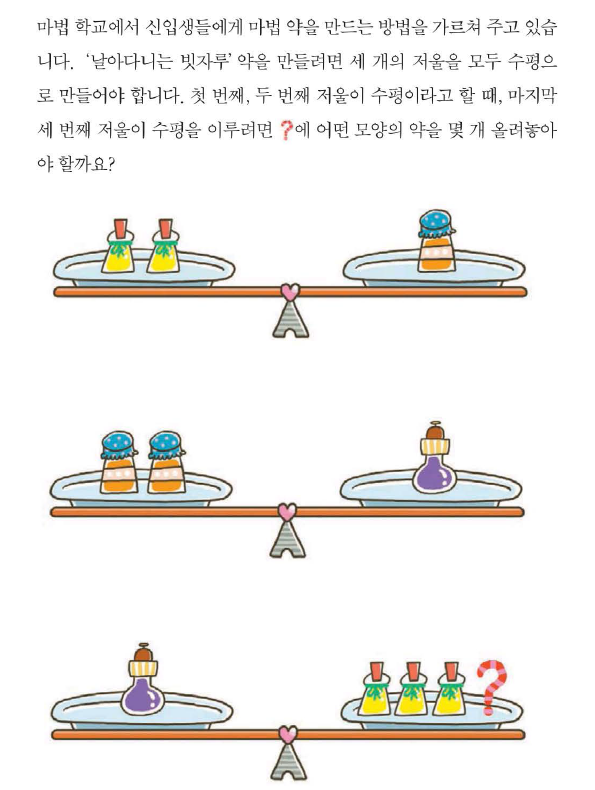 마법 학교에서 신입생들에게 마법 약을 만드는 방법을 가르쳐 주고 있습
니다. ‘날아다니는 빗자루’ 약을 만들려면 세 개의 저울을 모두 수평으
로 만들어야 합니다. 첫 번째, 두 번째 저울이 수평이라고 할 때, 마지막
세 번째 저울이 수평을 이루려면 ?에 어떤 모양의 약을 몇 개 올려놓아
야 할까요?
?